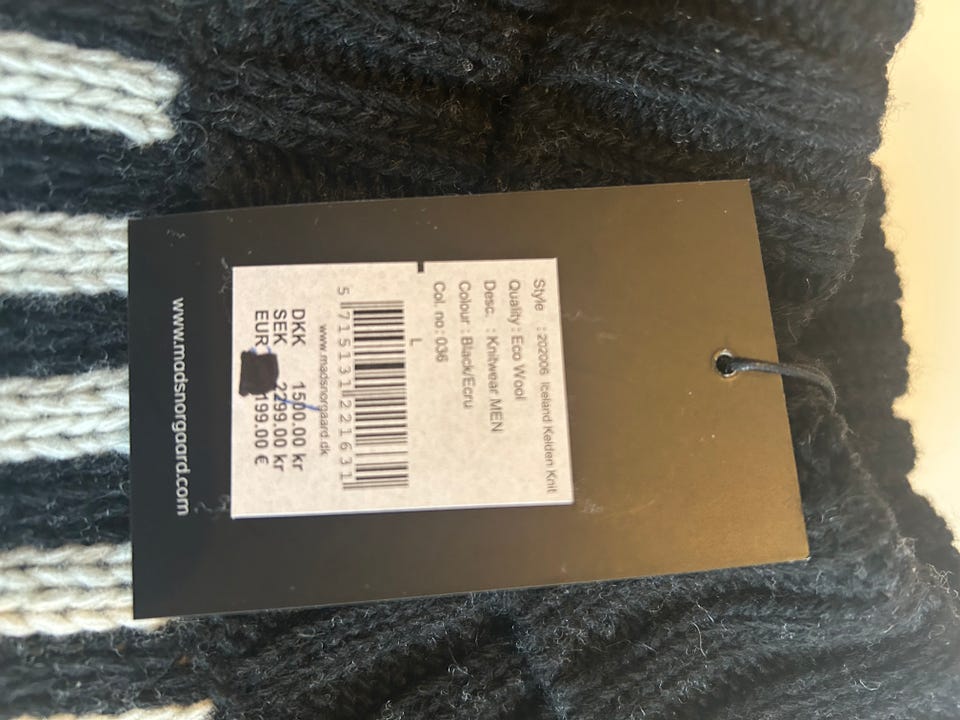 Style : 202006 Iceland Kelden Knit
Quality : Eco Wool
Desc. : Knitwear MEN
Colour : Black/Ecru
Col. no : 036
L
5 715131 221631
www.madsnorgaard.dk
DKK 1500.00 kr
SEK 2299.00 kr
EUR 199.00 €
www.madsnorgaard.com